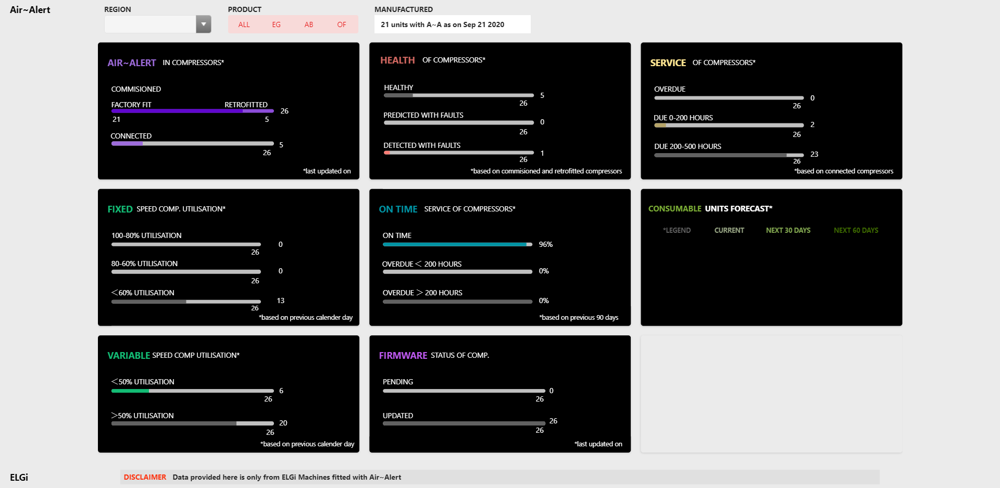 Air~Alert
REGION
PRODUCT
MANUFACTURED
ALL EG AB OF
21 units with A~A as on Sep 21 2020
AIR~ALERT IN COMPRESSORS*
COMMISIONED
FACTORY FIT RETROFITTED
26
21 5
CONNECTED
5
26
*last updated on
HEALTH OF COMPRESSORS*
HEALTHY
5
26
PREDICTED WITH FAULTS
0
26
DETECTED WITH FAULTS
1
26
*based on commisioned and retrofitted compressors
SERVICE OF COMPRESSORS*
OVERDUE
0
26
DUE 0-200 HOURS
2
26
DUE 200-500 HOURS
23
26
*based on connected compressors
FIXED SPEED COMP. UTILISATION*
100-80% UTILISATION
0
26
80-60% UTILISATION
0
26
<60% UTILISATION
13
26
*based on previous calender day
ON TIME SERVICE OF COMPRESSORS*
ON TIME
96%
OVERDUE < 200 HOURS
0%
OVERDUE > 200 HOURS
0%
*based on previous 90 days
CONSUMABLE UNITS FORECAST*
*LEGEND CURRENT NEXT 30 DAYS NEXT 60 DAYS
VARIABLE SPEED COMP UTILISATION*
<50% UTILISATION
6
26
>50% UTILISATION
20
26
*based on previous calender day
FIRMWARE STATUS OF COMP.
PENDING
0
26
UPDATED
26
26
*last updated on
ELGi
DISCLAIMER Data provided here is only from ELGi Machines fitted with Air~Alert